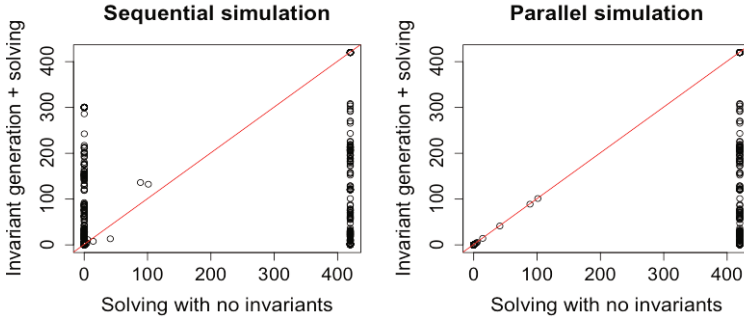 Sequential simulation
Invariant generation + solving
400
300
200
100
0
0 100 200 300 400
Solving with no invariants
Parallel simulation
Invariant generation + solving
400
300
200
100
0
0 100 200 300 400
Solving with no invariants